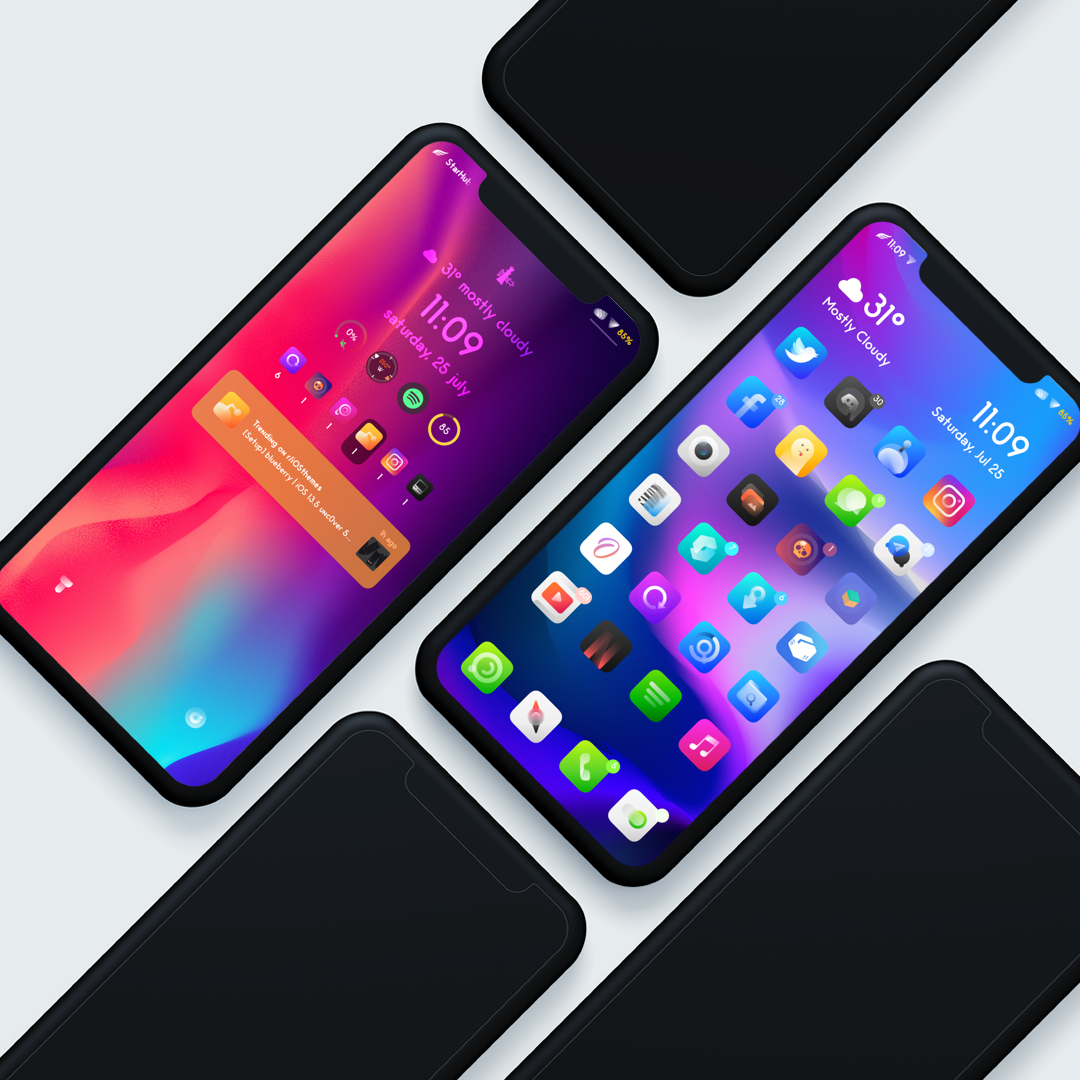 StarHub
85%
31° mostly cloudy
11:09
saturday, 25 july
0%
360°
85
6
1
1
1
1
1
Trending on r/iOSthemes
[Setup] blueberry | iOS 13.5 unc0ver 5...
1h ago
11:09
85%
31°
Mostly Cloudy
11:09
Saturday, Jul 25
28
30